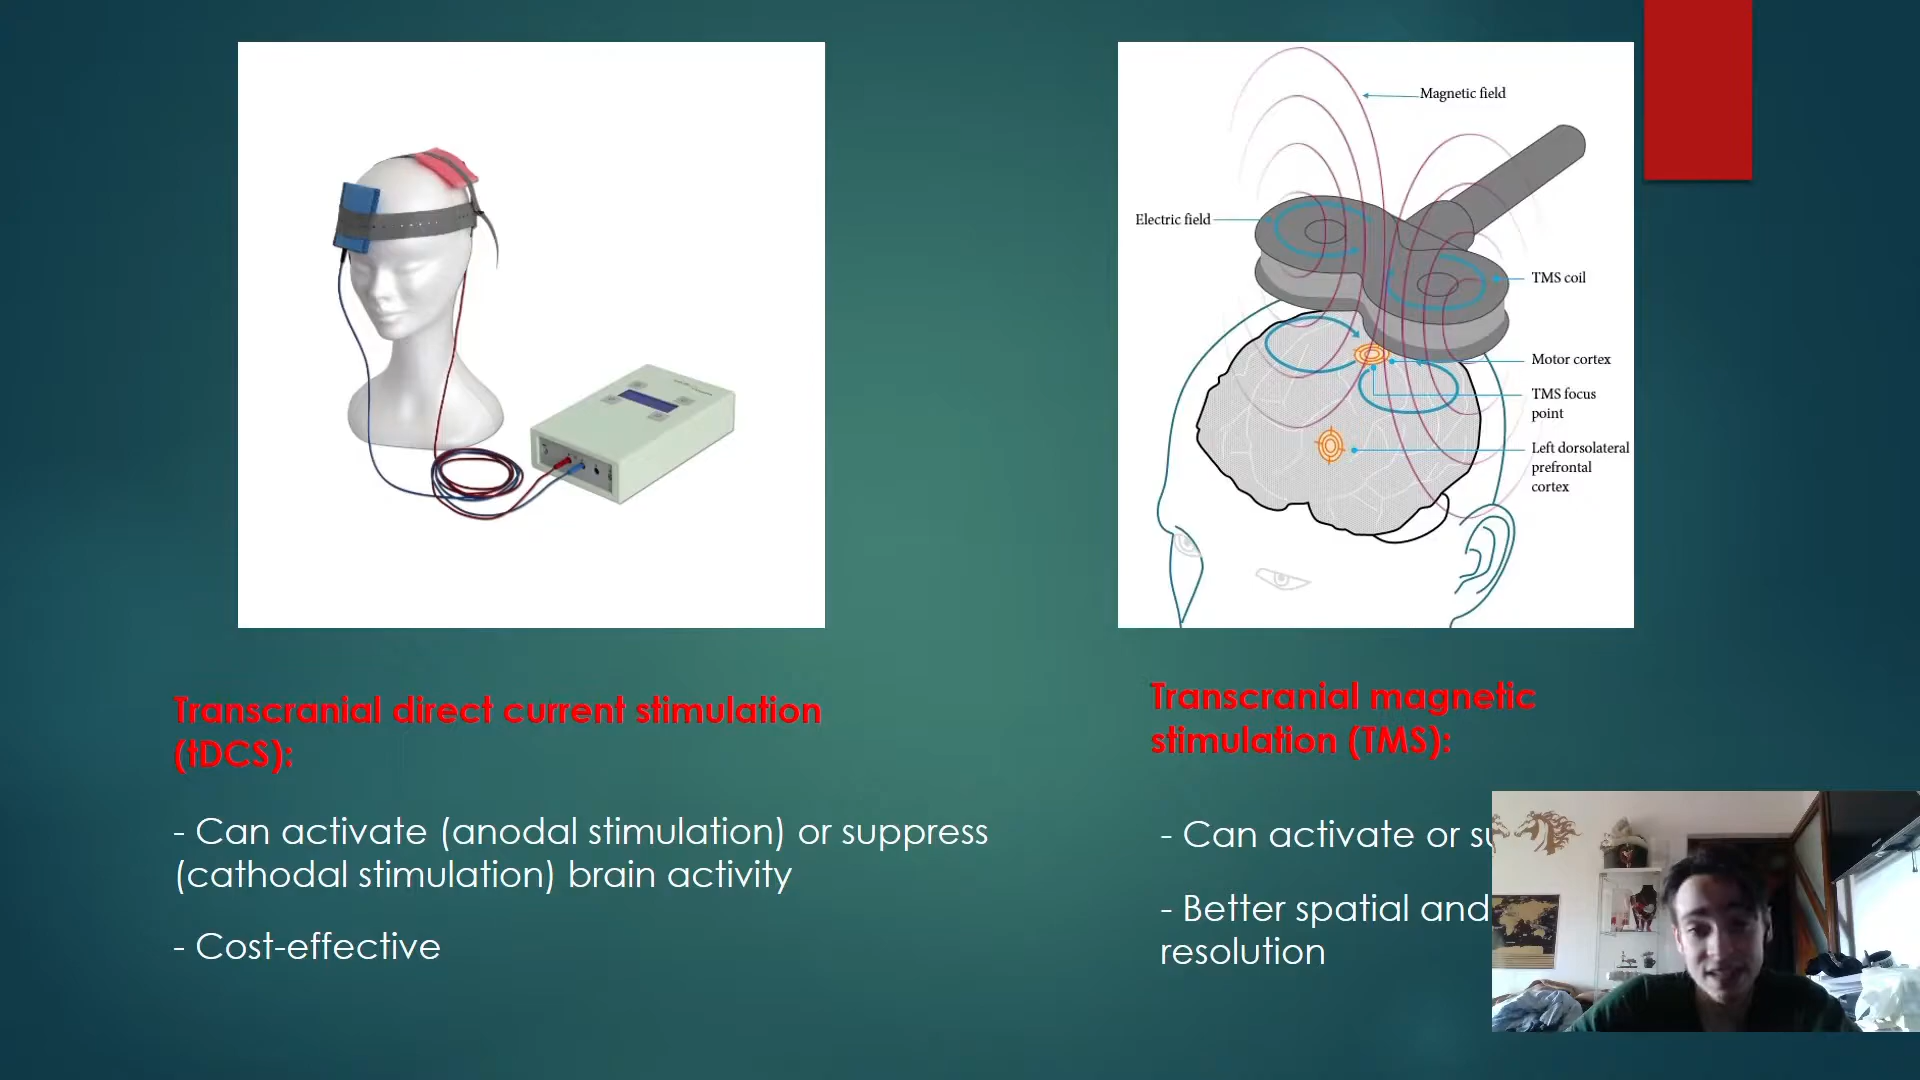 Magnetic field
Electric field
TMS coil
Motor cortex
TMS focus
point
Left dorsolateral
prefrontal
cortex
Transcranial direct current stimulation
(tDCS):
- Can activate (anodal stimulation) or suppress
(cathodal stimulation) brain activity
- Cost-effective
Transcranial magnetic
stimulation (TMS):
- Can activate or
- Better spatial and
resolution